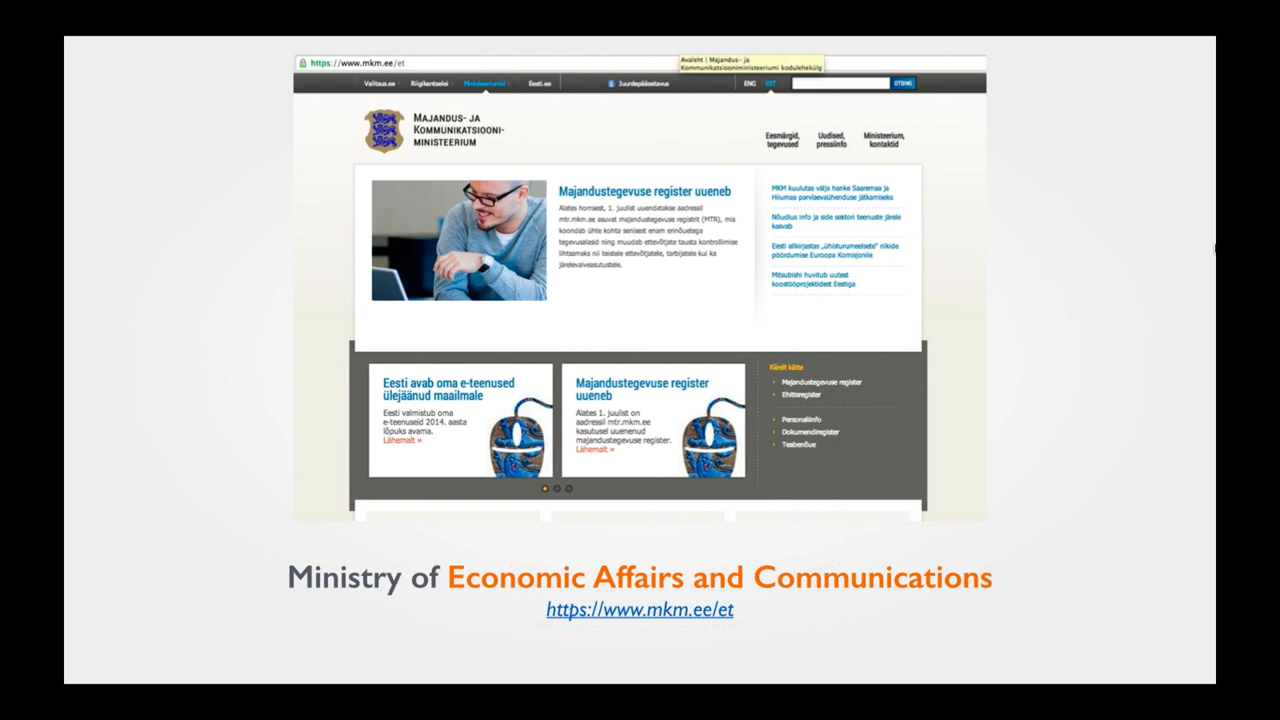 https://www.mkm.ee/et
Avaleht | Majandus- ja
Kommunikatsiooniministeeriumi kodulehekülg
Valitsus.ee
Riigikantselei
Ministeeriumid
Eesti.ee
Juurdepääsetavus
ENG
EST
OTSING
MAJANDUS- JA
KOMMUNIKATSIOONI-
MINISTEERIUM
Eesmärgid,
tegevused
Uudised,
pressiinfo
Ministeerium,
kontaktid
Majandustegevuse register uueneb
Alates homsest, 1. juulist uuendatakse aadressil
mtr.mkm.ee asuvat majandustegevuse registrit (MTR), mis
koondab ühte kohta senisest enam erinõuetega
tegevusalasid ning muudab ettevõtjate tausta kontrollimise
lihtsamaks nii teistele ettevõtjatele, tarbijatele kui ka
järelevalveasutustele.
MKM kuulutas välja hanke Saaremaa ja
Hiiumaa parvlaevaühenduse jätkamiseks
Nõudlus info ja side sektori teenuste järele
kasvab
Eesti allkirjastas „ühisturumeelsete" riikide
pöördumise Euroopa Komisjonile
Mitsubishi huvitub uutest
koostööprojektidest Eestiga
Eesti avab oma e-teenused
ülejäänud maailmale
Eesti valmistub oma
e-teenuseid 2014. aasta
lõpuks avama.
Lähemalt »
Majandustegevuse register
uueneb
Alates 1. juulist on
aadressil mtr.mkm.ee
kasutusel uuenenud
majandustegevuse register.
Lähemalt »
Kiirelt kätte
Majandustegevuse register
Ehitisregister
Personaliinfo
Dokumendiregister
Teabenõue
Ministry of Economic Affairs and Communications
https://www.mkm.ee/et